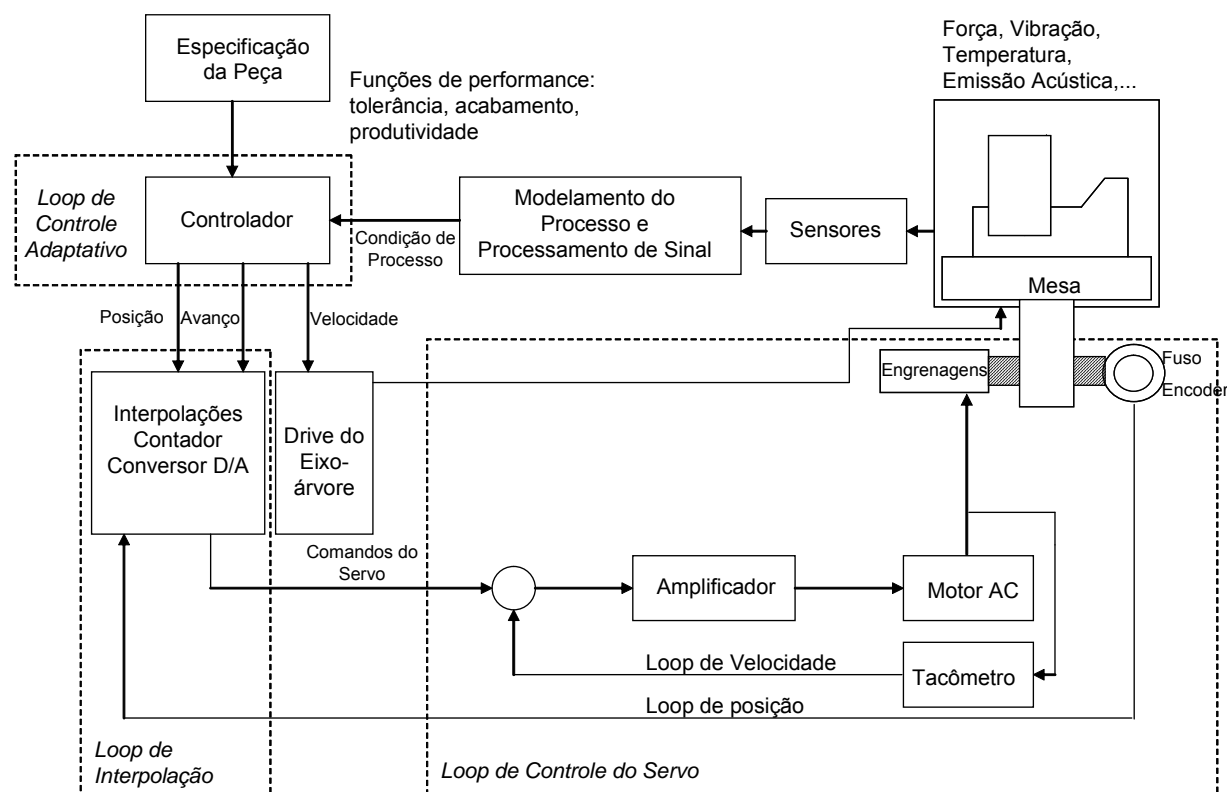 Especificação
da Peça
Funções de performance:
tolerância, acabamento,
produtividade
Força, Vibração,
Temperatura,
Emissão Acústica,...
Loop de
Controle
Adaptativo
Controlador
Condição de
Processo
Modelamento do
Processo e
Processamento de Sinal
Sensores
Mesa
Posição
Avanço
Velocidade
Interpolações
Contador
Conversor D/A
Drive do
Eixo-
árvore
Engrenagens
Fuso
Encoder
Comandos do
Servo
Amplificador
Motor AC
Loop de Velocidade
Tacômetro
Loop de posição
Loop de
Interpolação
Loop de Controle do Servo